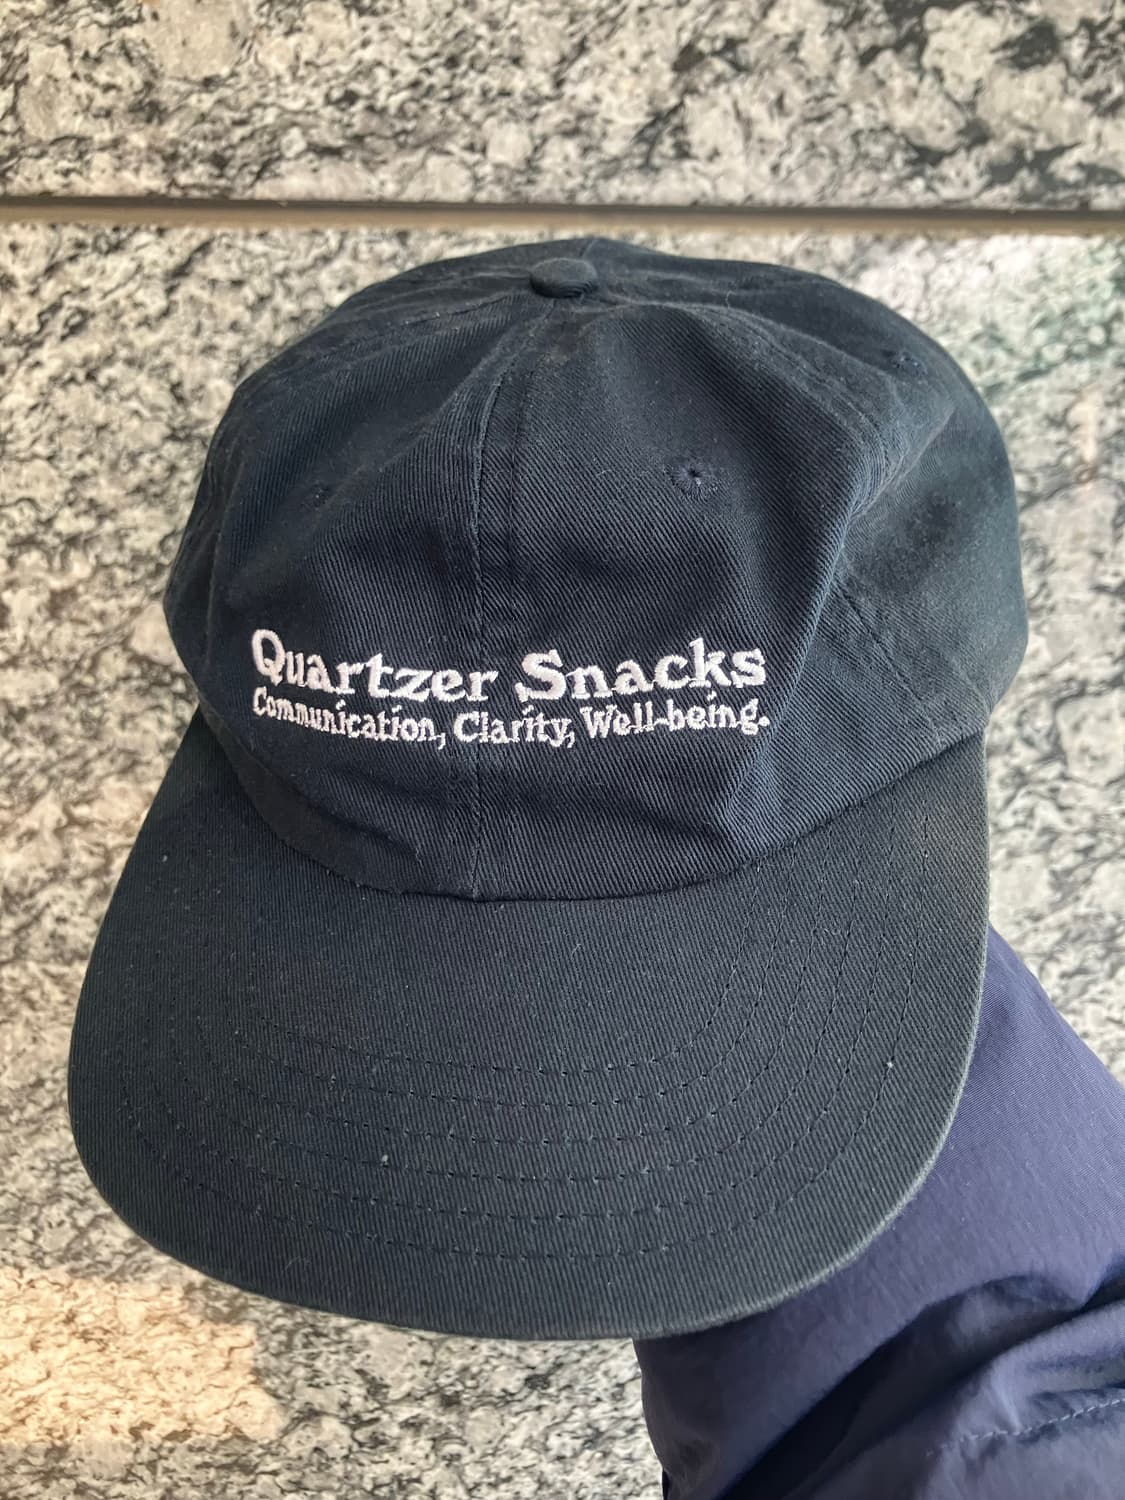 Quartzer Snacks
Communication, Clarity, Well-being.